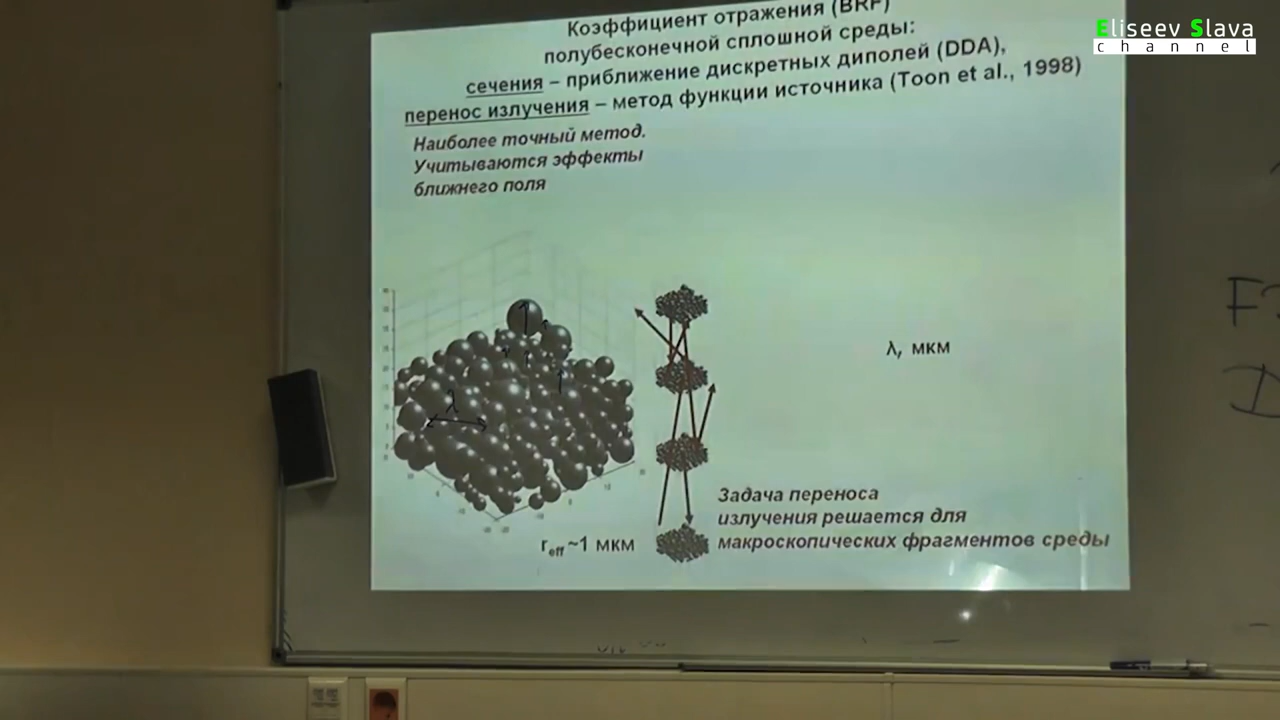 Коэффициент отражения (BRF)
полубесконечной сплошной среды:
сечения – приближение дискретных диполей (DDA),
перенос излучения – метод функции источника (Toon et al., 1998)
Наиболее точный метод.
Учитываются эффекты
ближнего поля
Eliseev Slava
channel
λ
λ, мкм
Задача переноса
излучения решается для
макроскопических фрагментов среды
r eff ~1 мкм